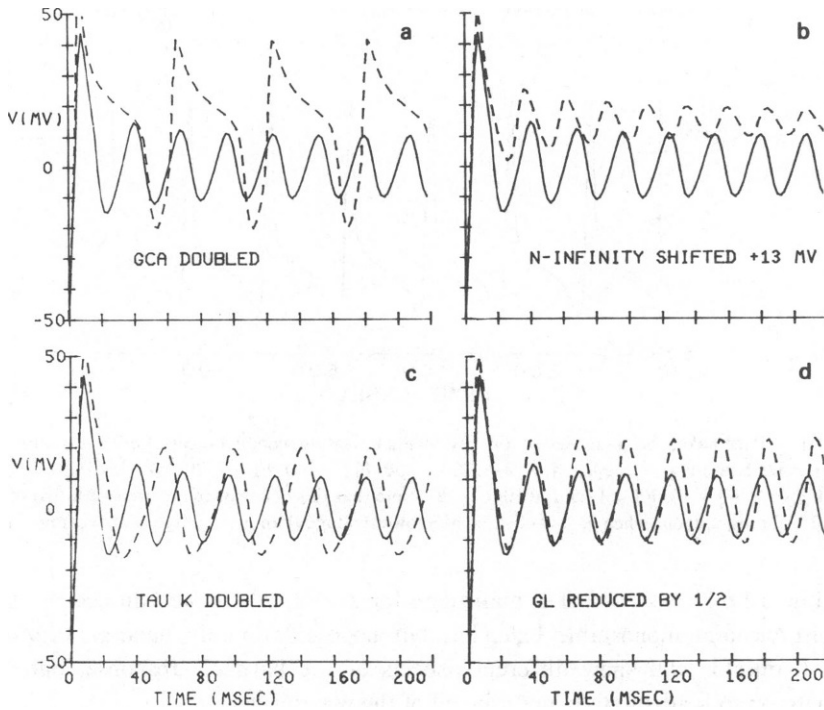 50
a
V(MV)
0
GCA DOUBLED
-50
b
N-INFINITY SHIFTED +13 MV
50
c
V(MV)
0
TAU K DOUBLED
50
0 40 80 120 160 200
TIME (MSEC)
d
GL REDUCED BY 1/2
0 40 80 120 160 200
TIME (MSEC)